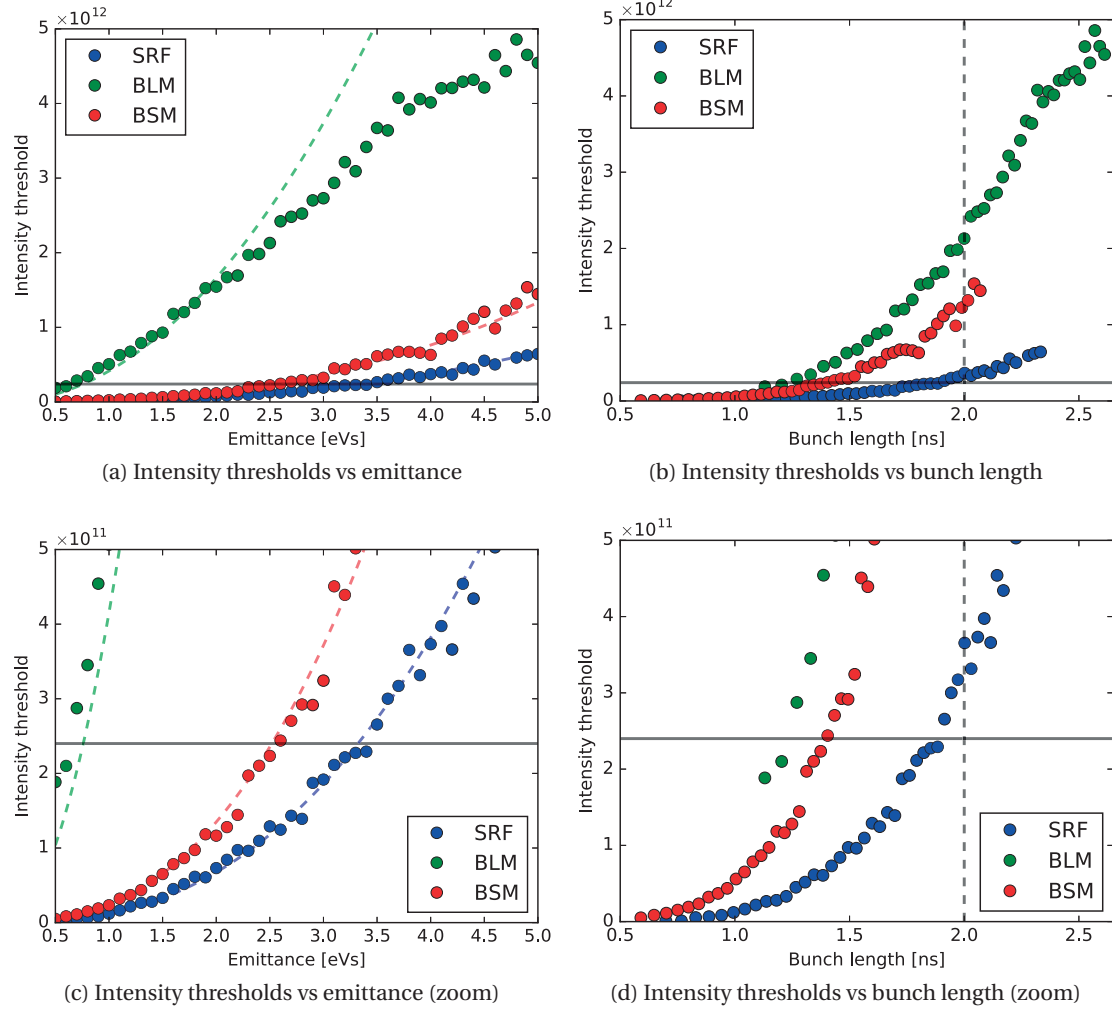 ×10¹²
5
4
3
2
1
0
Intensity threshold
SRF
BLM
BSM
0.5 1.0 1.5 2.0 2.5 3.0 3.5 4.0 4.5 5.0
Emittance [eVs]
(a) Intensity thresholds vs emittance
×10¹²
5
4
3
2
1
0
Intensity threshold
SRF
BLM
BSM
0.5 1.0 1.5 2.0 2.5
Bunch length [ns]
(b) Intensity thresholds vs bunch length
×10¹¹
5
4
3
2
1
0
Intensity threshold
SRF
BLM
BSM
0.5 1.0 1.5 2.0 2.5 3.0 3.5 4.0 4.5 5.0
Emittance [eVs]
(c) Intensity thresholds vs emittance (zoom)
×10¹¹
5
4
3
2
1
0
Intensity threshold
SRF
BLM
BSM
0.5 1.0 1.5 2.0 2.5
Bunch length [ns]
(d) Intensity thresholds vs bunch length (zoom)